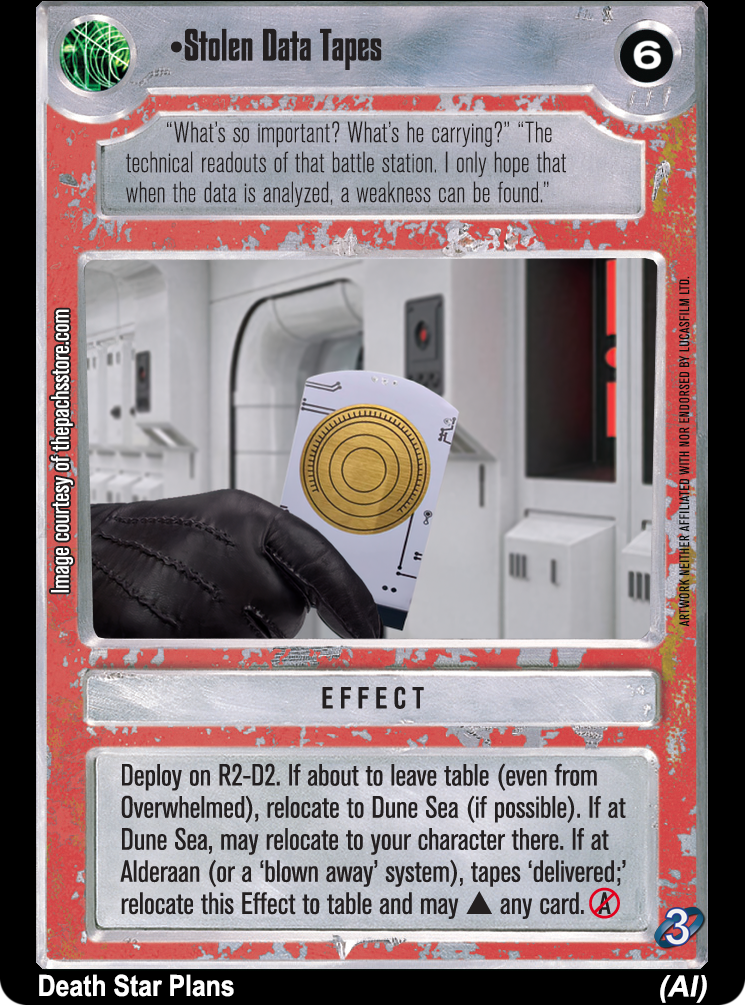 •Stolen Data Tapes
6
“What's so important? What's he carrying?” “The
technical readouts of that battle station. I only hope that
when the data is analyzed, a weakness can be found.”
Image courtesy of thepachsstore.com
ARTWORK NEITHER AFFILIATED WITH NOR ENDORSED BY LUCASFILM LTD.
EFFECT
Deploy on R2-D2. If about to leave table (even from
Overwhelmed), relocate to Dune Sea (if possible). If at
Dune Sea, may relocate to your character there. If at
Alderaan (or a ‘blown away’ system), tapes ‘delivered;’
relocate this Effect to table and may ▲ any card. A
3
Death Star Plans
(AI)